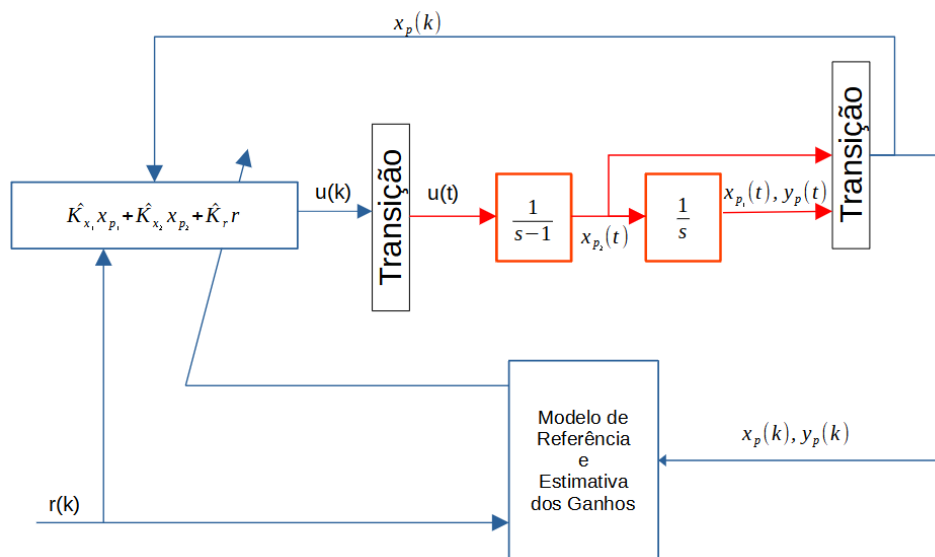 x_p(k)
Transição
Transição
K̂_{x_1} x_{p_1} + K̂_{x_2} x_{p_2} + K̂_r r
u(k)
u(t)
1/(s−1)
x_{p_2}(t)
1/s
x_{p_1}(t), y_p(t)
Modelo de
Referência
e
Estimativa
dos Ganhos
x_p(k), y_p(k)
r(k)